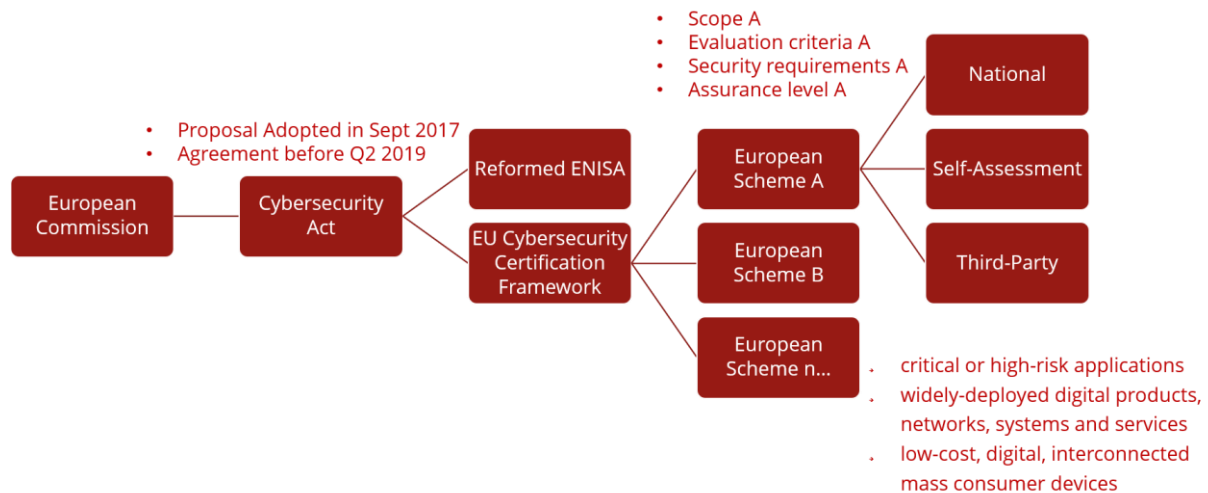 • Scope A
• Evaluation criteria A
• Security requirements A
• Assurance level A
• Proposal Adopted in Sept 2017
• Agreement before Q2 2019
European
Commission
Cybersecurity
Act
Reformed ENISA
EU Cybersecurity
Certification
Framework
European
Scheme A
European
Scheme B
European
Scheme n...
National
Self-Assessment
Third-Party
critical or high-risk applications
widely-deployed digital products,
networks, systems and services
low-cost, digital, interconnected
mass consumer devices